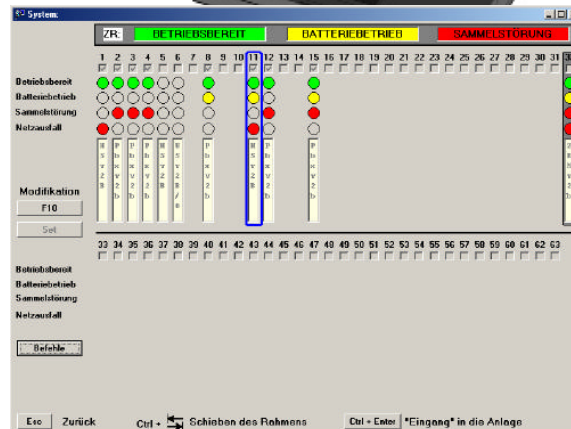 System:
ZR: BETRIEBSBEREIT BATTERIEBETRIEB SAMMELSTÖRUNG
1 2 3 4 5 6 7 8 9 10 11 12 13 14 15 16 17 18 19 20 21 22 23 24 25 26 27 28 29 30 31
Betriebsbereit
Batteriebetrieb
Sammelstörung
Netzausfall
Modifikation
F10
Set
33 34 35 36 37 38 39 40 41 42 43 44 45 46 47 48 49 50 51 52 53 54 55 56 57 58 59 60 61 62 63
Betriebsbereit
Batteriebetrieb
Sammelstörung
Netzausfall
Befehle
Esc Zurück Ctrl + Schieben des Rahmens Ctrl + Enter "Eingang" in die Anlage